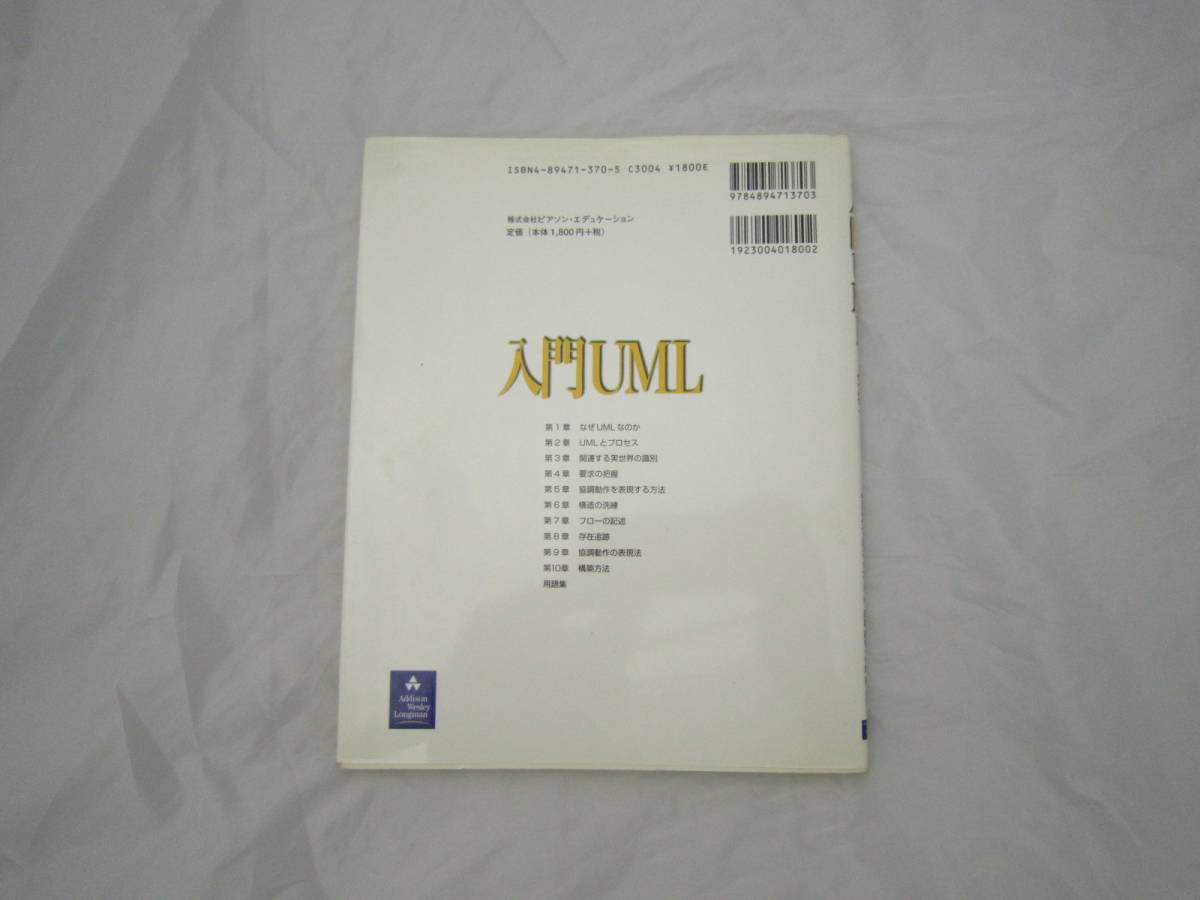 ISBN4-89471-370-5 C3004 ¥1800E
9784894713703
株式会社ピアソン・エデュケーション
定価（本体1,800円+税）
1923004018002
入門UML
第1章 なぜUMLなのか
第2章 UMLとプロセス
第3章 関連する実世界の識別
第4章 要求の把握
第5章 協調動作を表現する方法
第6章 構造の洗練
第7章 フローの記述
第8章 存在追跡
第9章 協調動作の表現法
第10章 構築方法
用語集
Addison
Wesley
Longman